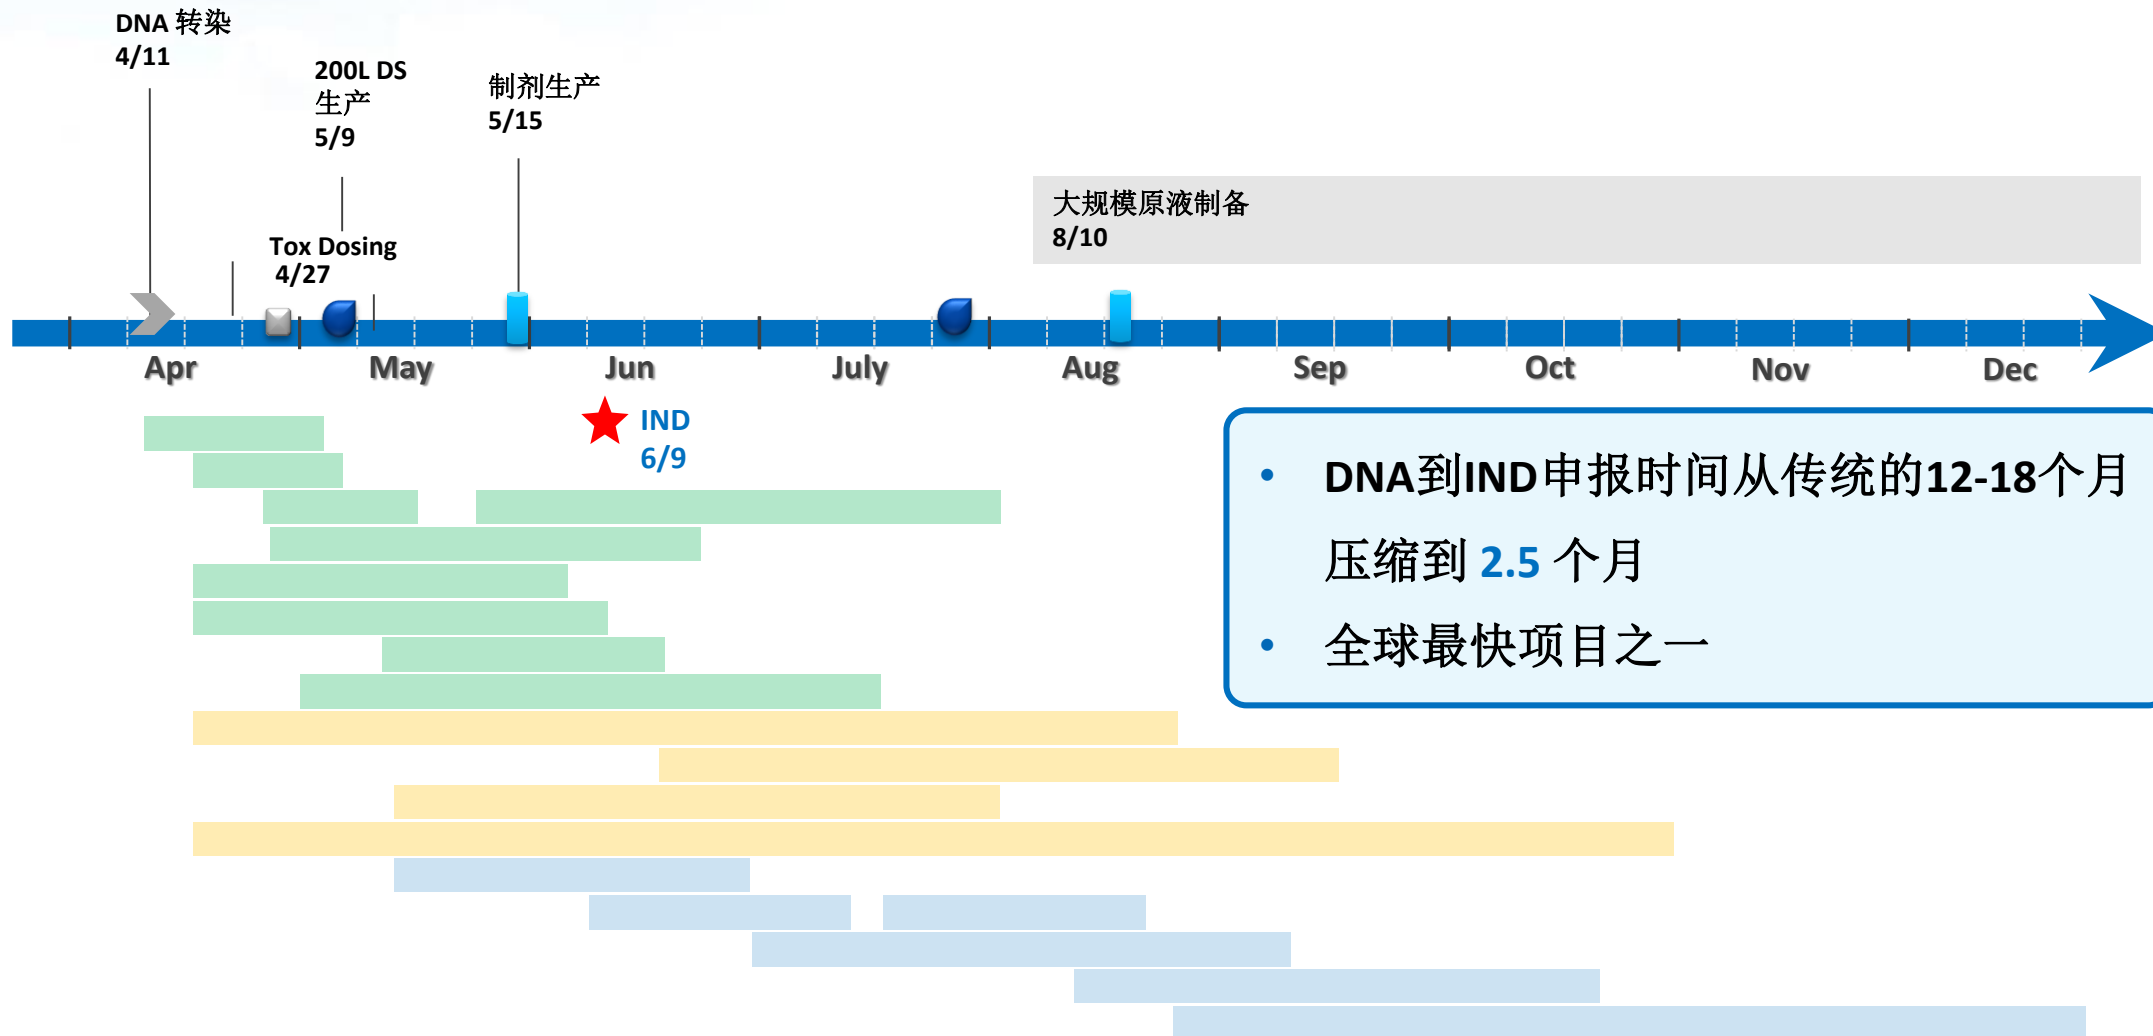 DNA 转染
4/11
200L DS
生产
5/9
制剂生产
5/15
Tox Dosing
4/27
大规模原液制备
8/10
Apr
May
Jun
July
Aug
Sep
Oct
Nov
Dec
IND
6/9
• DNA到IND申报时间从传统的12-18个月
压缩到 2.5 个月
• 全球最快项目之一